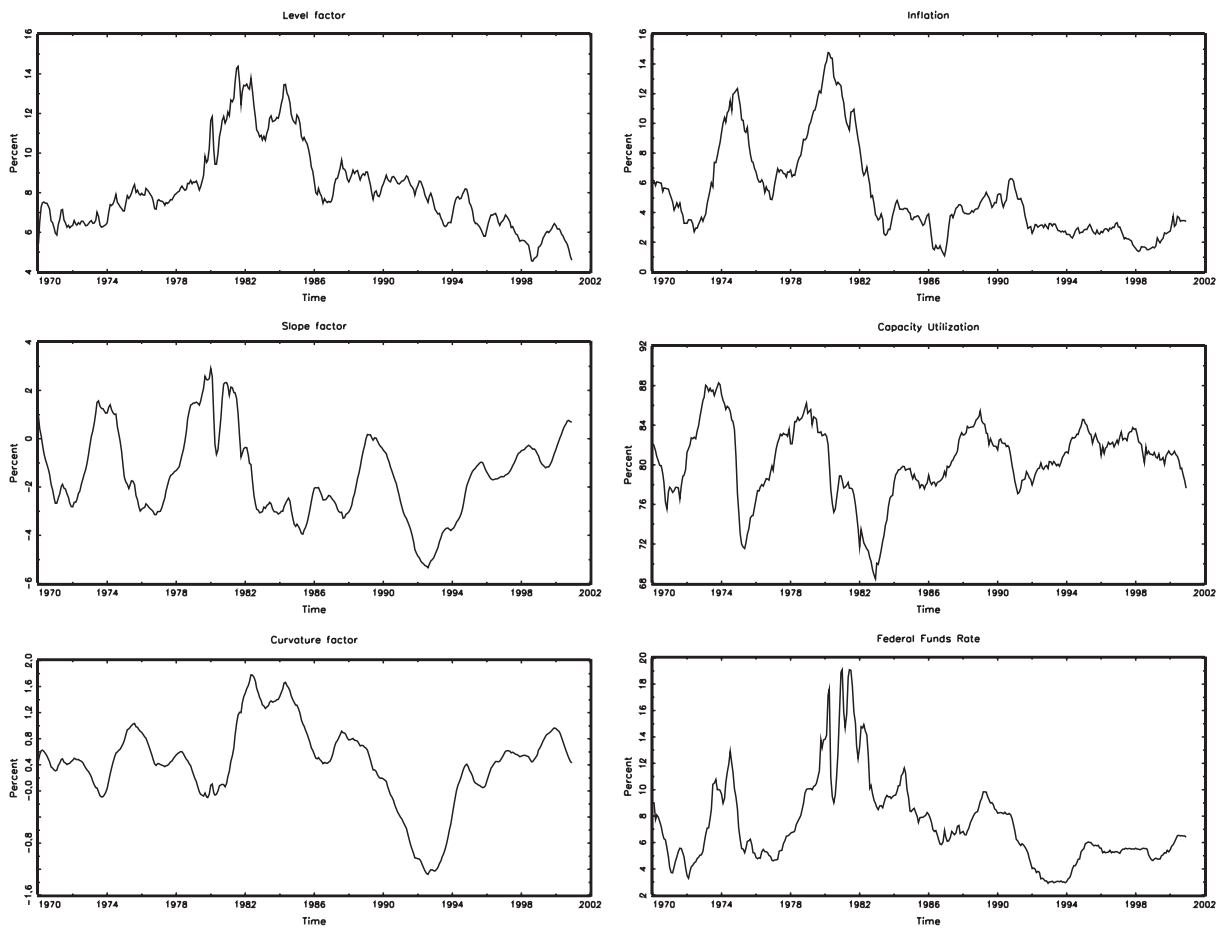 Level factor
Percent
16
14
12
10
8
6
4
1970 1974 1978 1982 1986 1990 1994 1998 2002
Time
Inflation
Percent
16
14
12
10
8
6
4
2
0
1970 1974 1978 1982 1986 1990 1994 1998 2002
Time
Slope factor
Percent
4
2
0
-2
-4
-6
1970 1974 1978 1982 1986 1990 1994 1998 2002
Time
Capacity Utilization
Percent
92
88
84
80
76
72
68
1970 1974 1978 1982 1986 1990 1994 1998 2002
Time
Curvature factor
Percent
2.0
1.6
1.2
0.8
0.4
-0.0
-0.8
-1.6
1970 1974 1978 1982 1986 1990 1994 1998 2002
Time
Federal Funds Rate
Percent
20
18
16
14
12
10
8
6
4
2
1970 1974 1978 1982 1986 1990 1994 1998 2002
Time